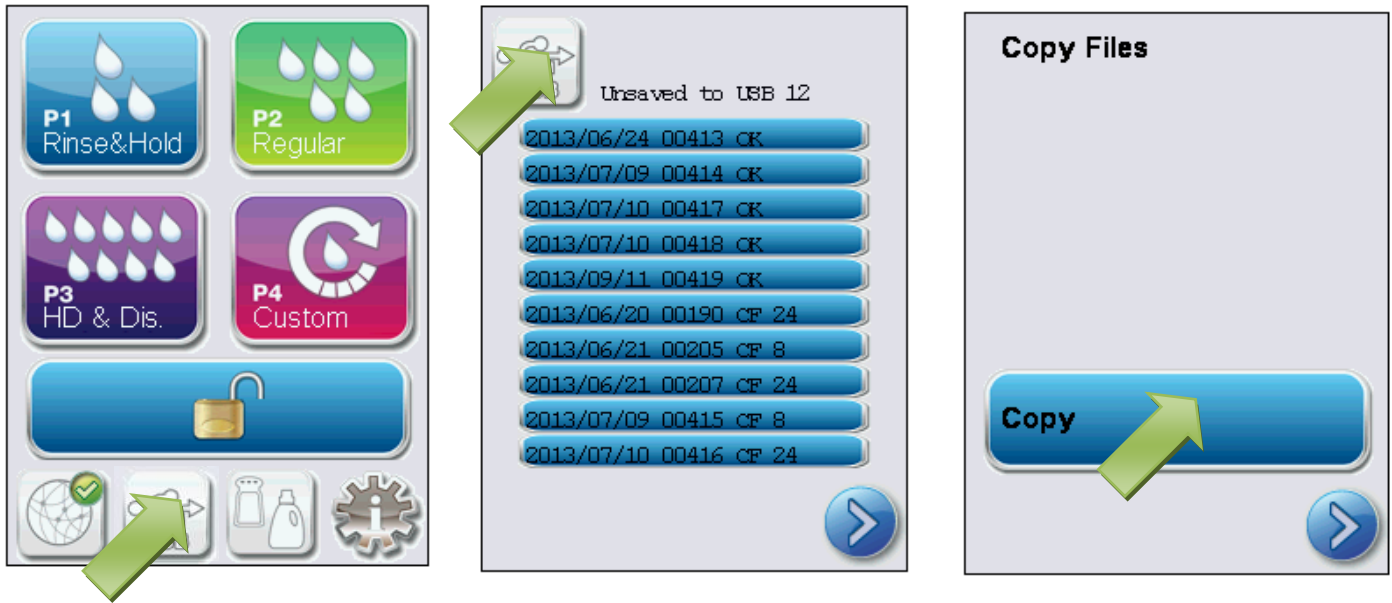 P1
Rinse&Hold
P2
Regular
P3
HD & Dis.
P4
Custom
Unsaved to USB 12
2013/06/24 00413 OK
2013/07/09 00414 OK
2013/07/10 00417 OK
2013/07/10 00418 OK
2013/09/11 00419 OK
2013/06/20 00190 CF 24
2013/06/21 00205 CF 8
2013/06/21 00207 CF 24
2013/07/09 00415 CF 8
2013/07/10 00416 CF 24
Copy Files
Copy